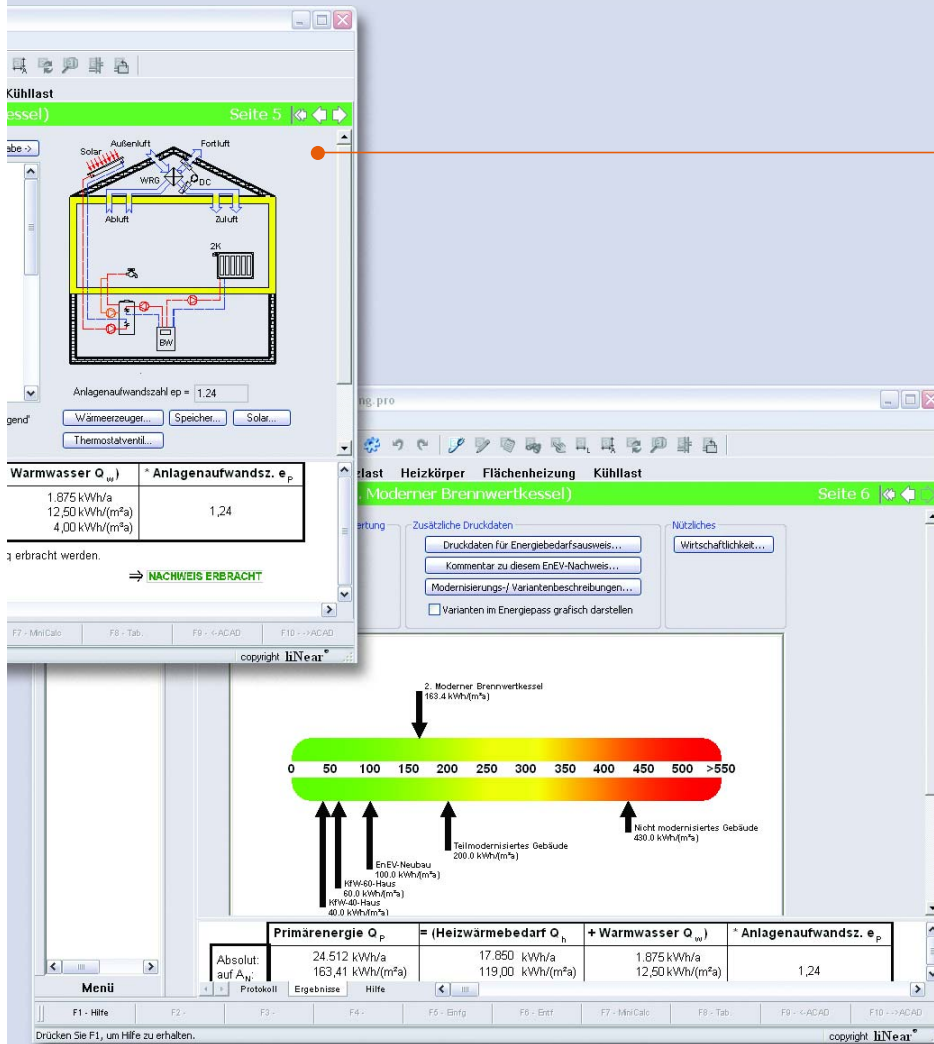 Kühllast
Seite 5
Solar
Außenluft
Fortluft
WRG
DC
Abluft
Zuluft
2K
BW
Anlagenaufwandszahl ep = 1.24
Wärmeerzeuger... Speicher... Solar...
Thermostatventil...
Warmwasser Q w) * Anlagenaufwandsz. e P
1.875 kWh/a
12,50 kWh/(m²a) 1,24
4,00 kWh/(m²a)
erbracht werden.
⇒ NACHWEIS ERBRACHT
F7 - MiniCalc F8 - Tab. F9 - <-ACAD F10 - ->ACAD
copyright liNear®
ng.pro
zlast Heizkörper Flächenheizung Kühllast
. Moderner Brennwertkessel) Seite 6
ertung Zusätzliche Druckdaten Nützliches
Druckdaten für Energiebedarfsausweis... Wirtschaftlichkeit...
Kommentar zu diesem EnEV-Nachweis...
Modernisierungs-/ Variantenbeschreibungen...
Varianten im Energiepass grafisch darstellen
2. Moderner Brennwertkessel
163.4 kWh/(m²a)
0 50 100 150 200 250 300 350 400 450 500 >550
Nicht modernisiertes Gebäude
430.0 kWh/(m²a)
Teilmodernisiertes Gebäude
200.0 kWh/(m²a)
EnEV-Neubau
100.0 kWh/(m²a)
KfW-60-Haus
60.0 kWh/(m²a)
KfW-40-Haus
40.0 kWh/(m²a)
Primärenergie Q P = (Heizwärmebedarf Q h + Warmwasser Q w) * Anlagenaufwandsz. e P
Absolut: 24.512 kWh/a 17.850 kWh/a 1.875 kWh/a
auf A N: 163,41 kWh/(m²a) 119,00 kWh/(m²a) 12,50 kWh/(m²a) 1,24
Menü
Protokoll Ergebnisse Hilfe
F1 - Hilfe F2 - F3 - F4 - F5 - Einfg F6 - Entf F7 - MiniCalc F8 - Tab. F9 - <-ACAD F10 - ->ACAD
Drücken Sie F1, um Hilfe zu erhalten. copyright liNear®